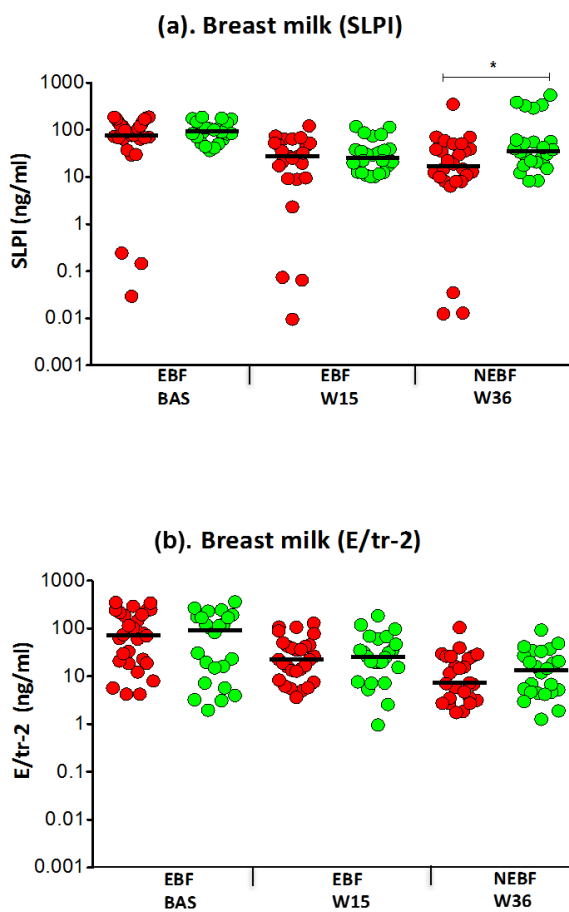 (a). Breast milk (SLPI)
*
1000
100
10
1
0.1
0.01
0.001
SLPI (ng/ml)
EBF | EBF | NEBF
BAS W15 W36
(b). Breast milk (E/tr-2)
1000
100
10
1
0.1
0.01
0.001
E/tr-2 (ng/ml)
EBF | EBF | NEBF
BAS W15 W36